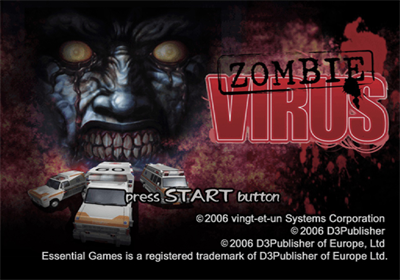 ZOMBIE
VIRUS
GO
press START button
©2006 vingt-et-un Systems Corporation
©2006 D3Publisher
©2006 D3Publisher of Europe, Ltd
Essential Games is a registered trademark of D3Publisher of Europe Ltd.